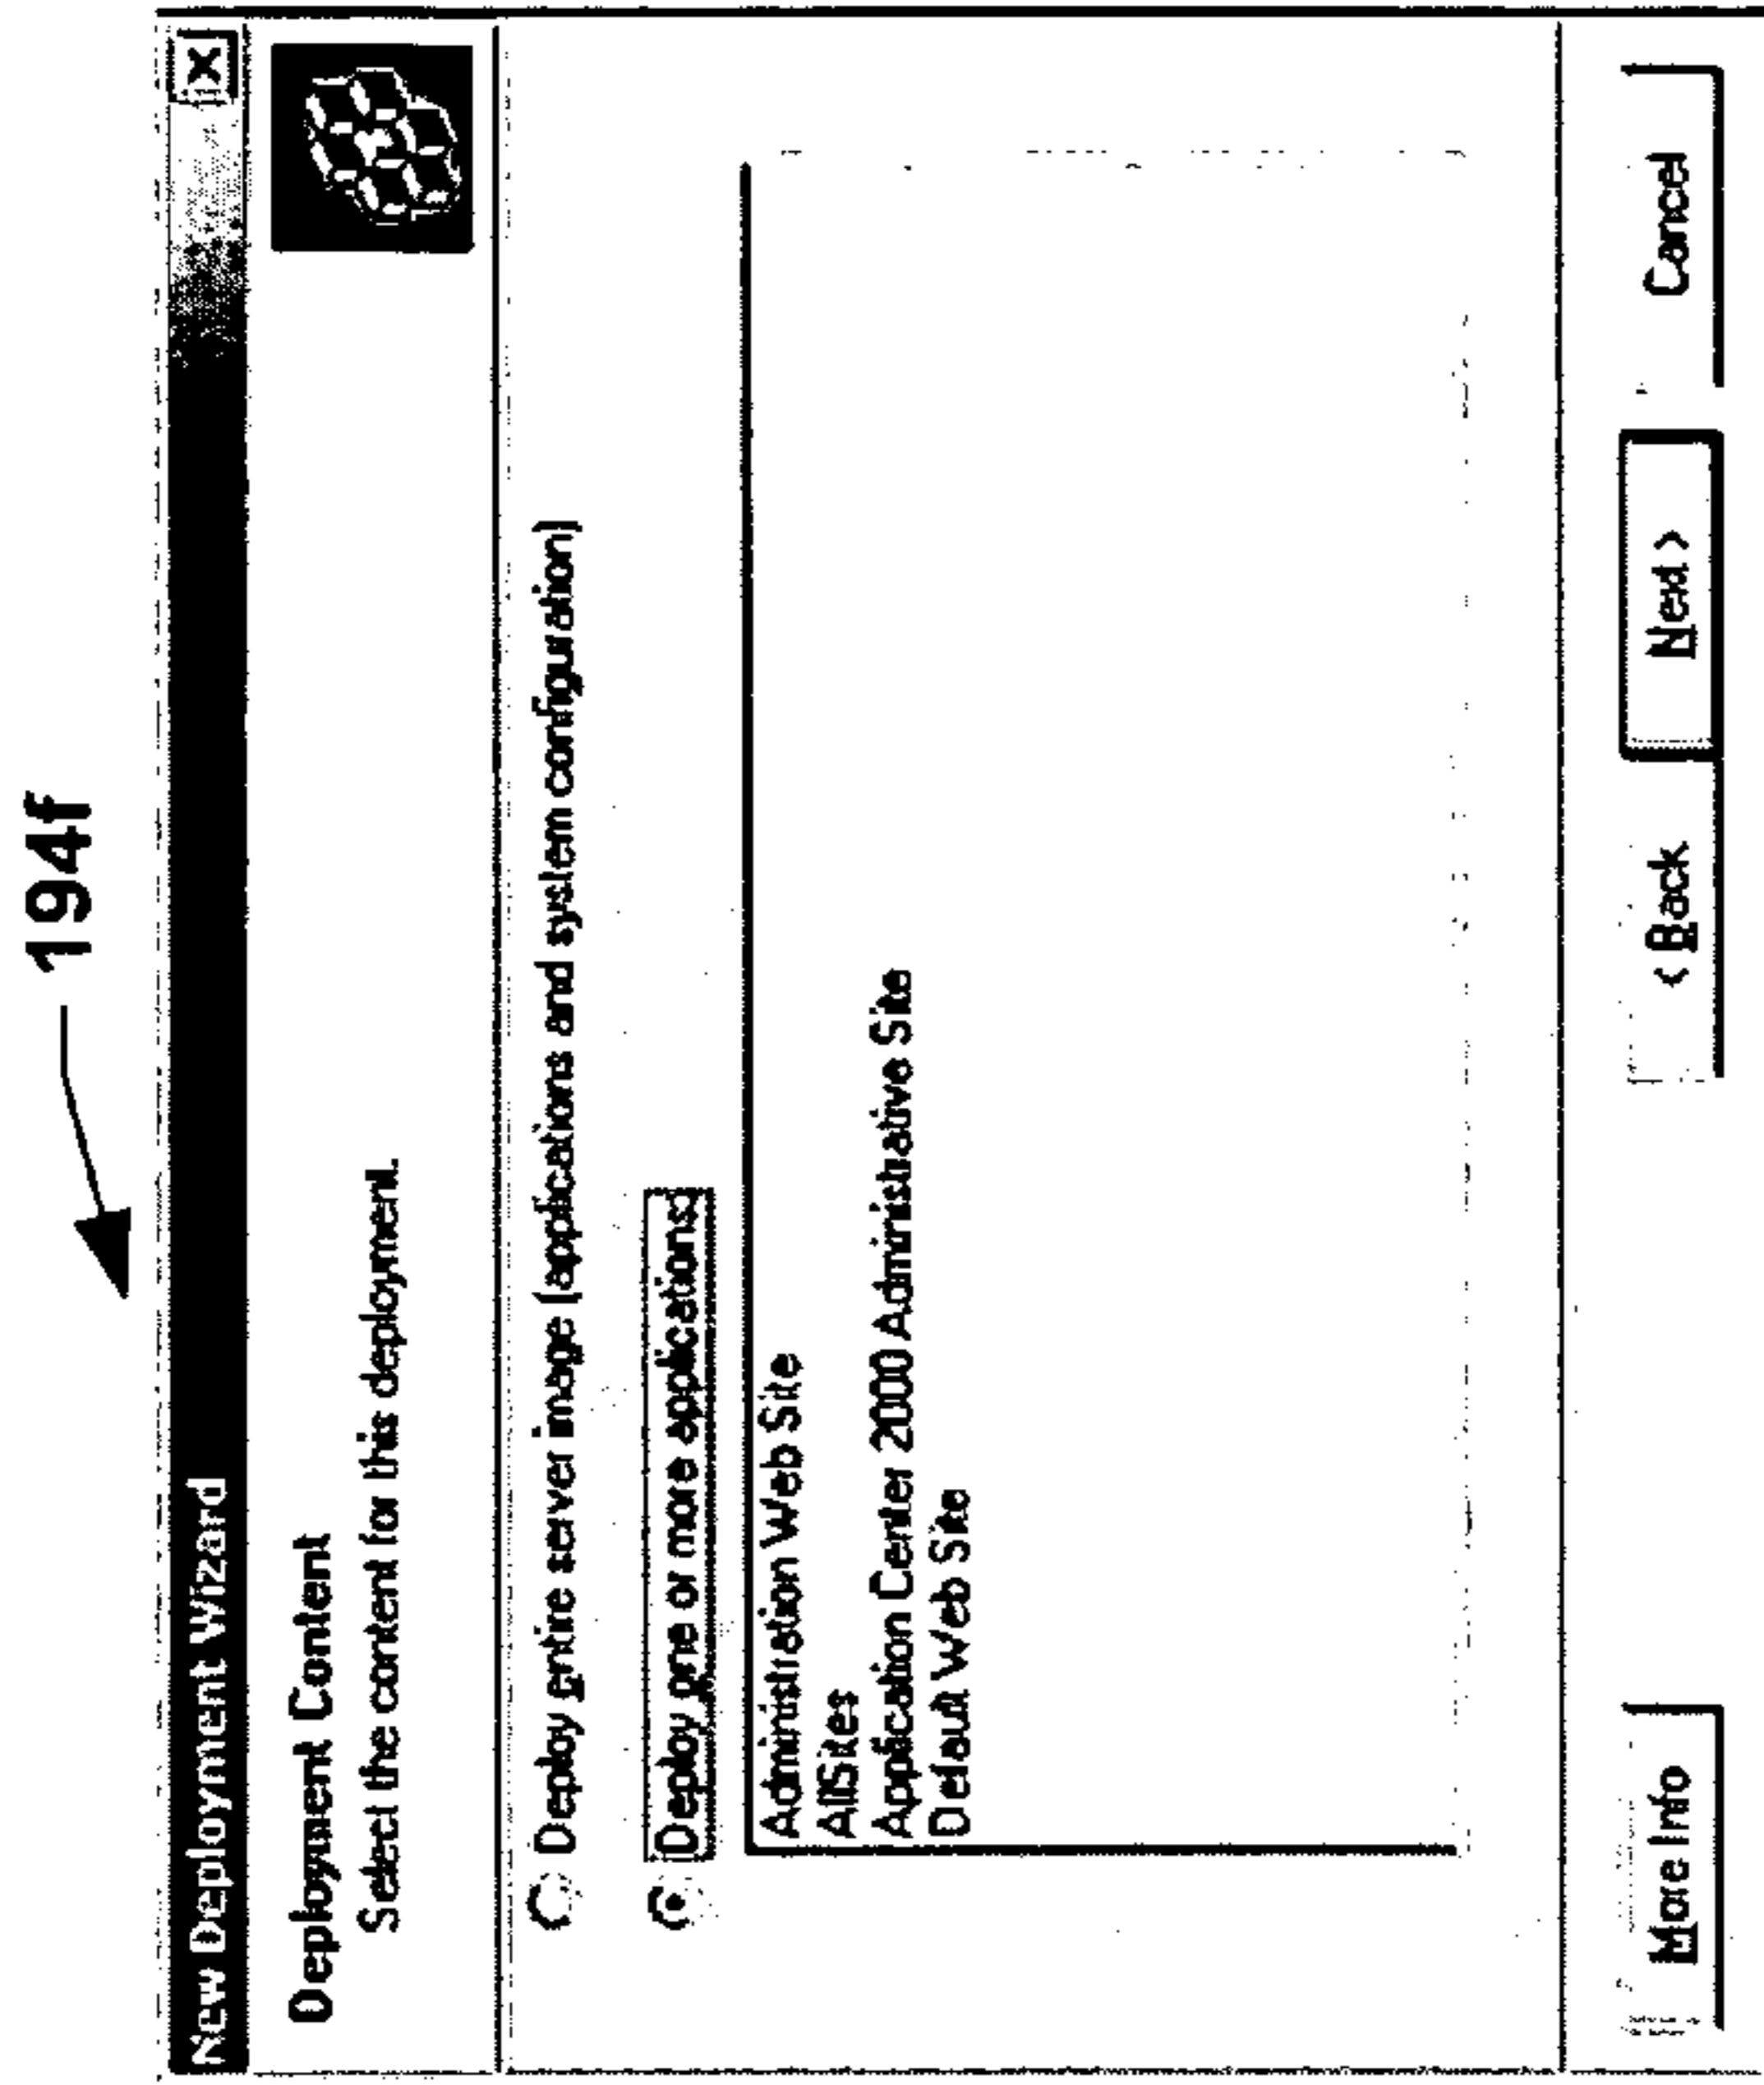 194f
New Deployment Wizard
Deployment Content
Select the content for this deployment.
Deploy entire server image (applications and system configuration)
Deploy one or more applications:
Administration Web Site
AllSites
Application Center 2000 Administrative Site
Default Web Site
More Info
< Back
Next >
Cancel